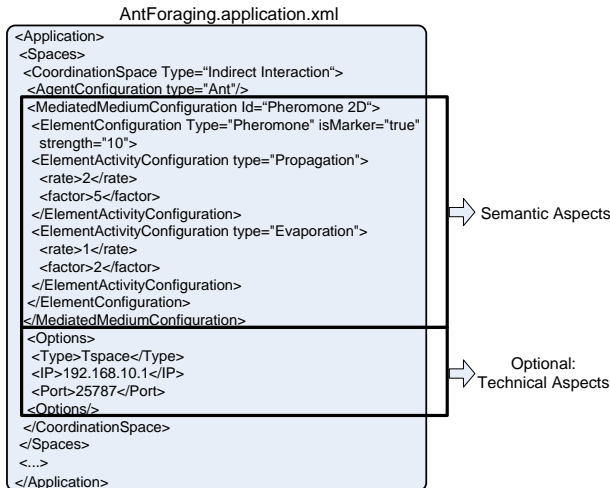 AntForaging.application.xml
<Application>
<Spaces>
<CoordinationSpace Type=“Indirect Interaction“>
<AgentConfiguration type="Ant"/>
<MediatedMediumConfiguration Id=“Pheromone 2D“>
<ElementConfiguration Type="Pheromone" isMarker="true"
strength="10">
<ElementActivityConfiguration type="Propagation">
<rate>2</rate>
<factor>5</factor>
</ElementActivityConfiguration>
<ElementActivityConfiguration type="Evaporation">
<rate>1</rate>
<factor>2</factor>
</ElementActivityConfiguration>
</ElementConfiguration>
</MediatedMediumConfiguration>
Semantic Aspects
<Options>
<Type>Tspace</Type>
<IP>192.168.10.1</IP>
<Port>25787</Port>
<Options/>
Optional:
Technical Aspects
</CoordinationSpace>
</Spaces>
<...>
</Application>